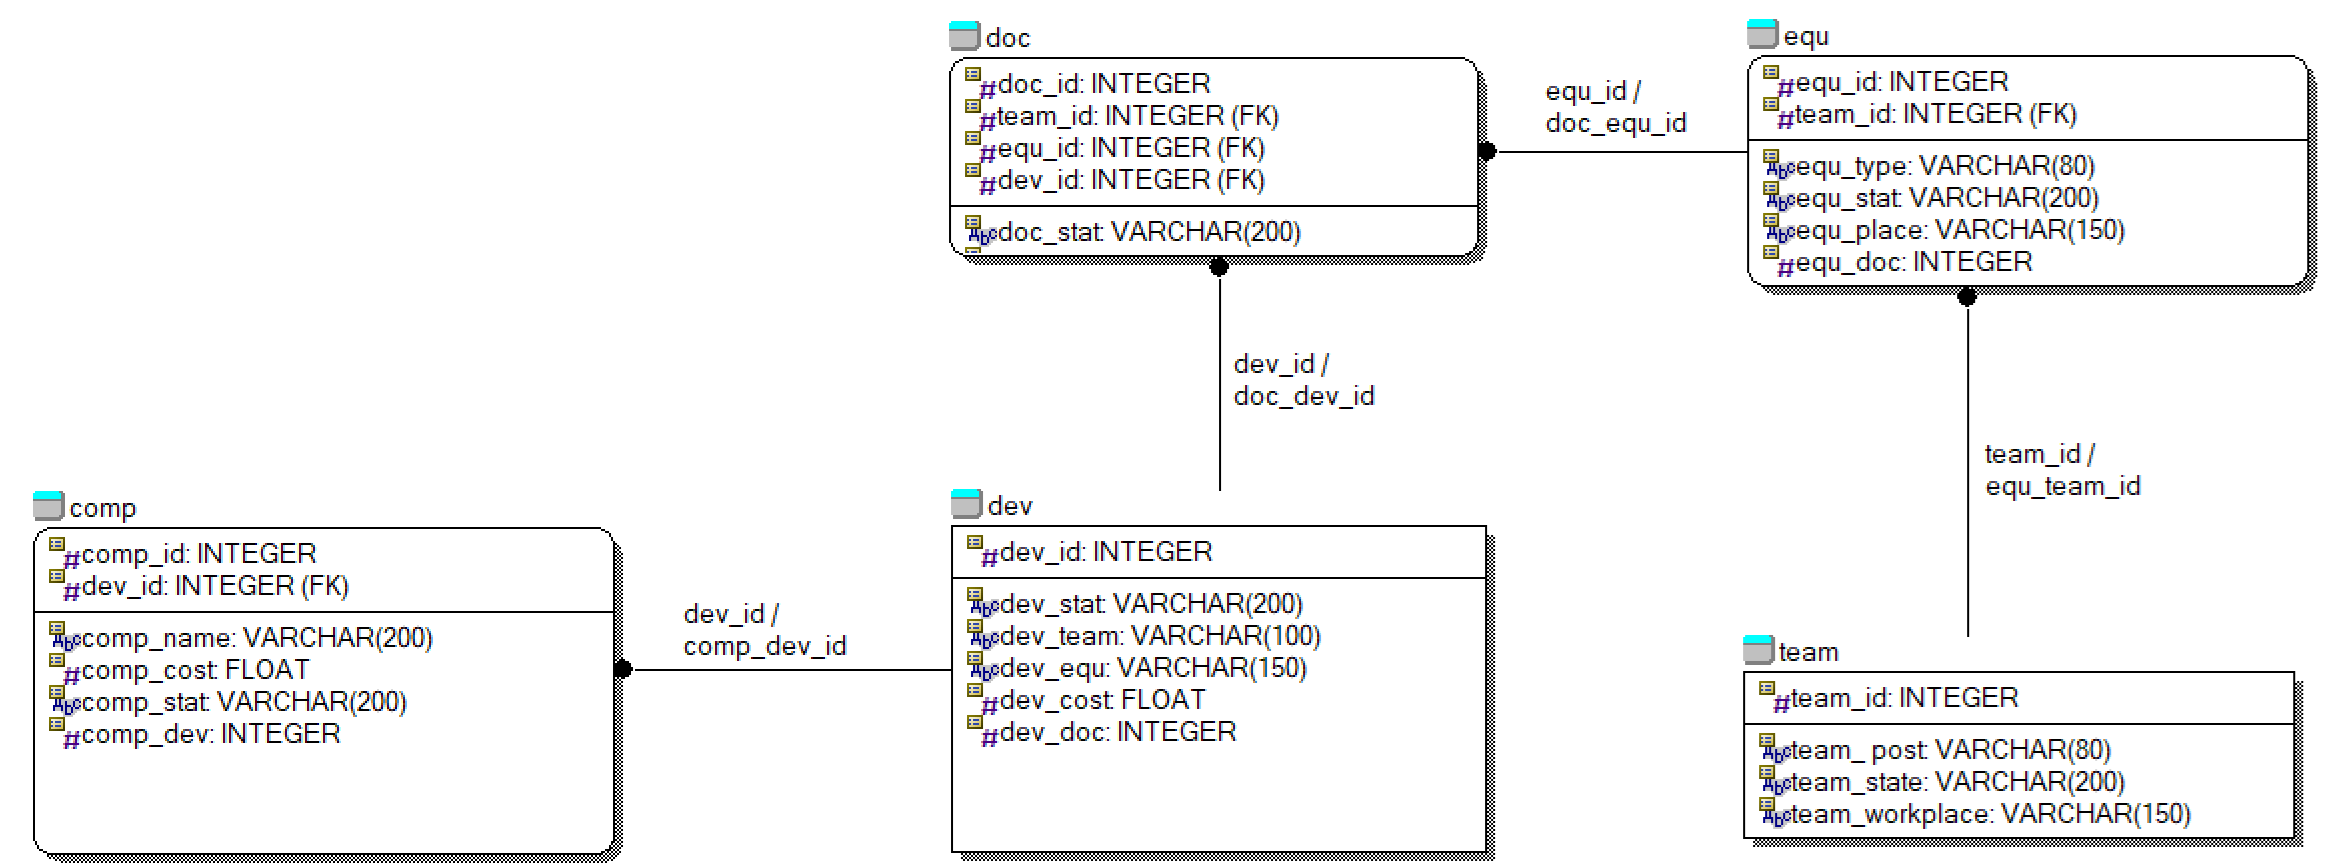 doc
#doc_id: INTEGER
#team_id: INTEGER (FK)
#equ_id: INTEGER (FK)
#dev_id: INTEGER (FK)
doc_stat: VARCHAR(200)
equ_id /
doc_equ_id
equ
#equ_id: INTEGER
#team_id: INTEGER (FK)
equ_type: VARCHAR(80)
equ_stat: VARCHAR(200)
equ_place: VARCHAR(150)
#equ_doc: INTEGER
dev_id /
doc_dev_id
team_id /
equ_team_id
comp
#comp_id: INTEGER
#dev_id: INTEGER (FK)
comp_name: VARCHAR(200)
#comp_cost: FLOAT
comp_stat: VARCHAR(200)
#comp_dev: INTEGER
dev_id /
comp_dev_id
dev
#dev_id: INTEGER
dev_stat: VARCHAR(200)
dev_team: VARCHAR(100)
dev_equ: VARCHAR(150)
#dev_cost: FLOAT
#dev_doc: INTEGER
team
#team_id: INTEGER
team_ post: VARCHAR(80)
team_state: VARCHAR(200)
team_workplace: VARCHAR(150)